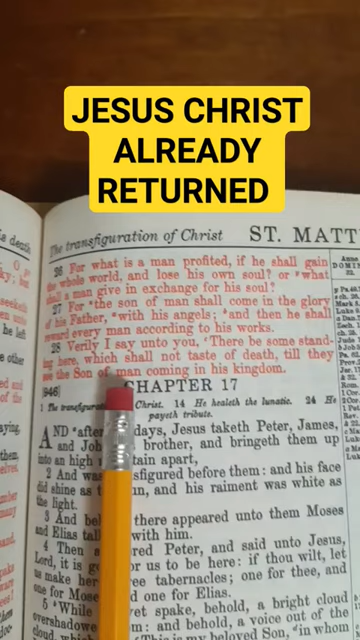 JESUS CHRIST
ALREADY
RETURNED
is death
The transfiguration of Christ ST. MATT
26 For what is a man profited, if he shall gain
the whole world, and lose his own soul? or what
shall a man give in exchange for his soul?
27 For the son of man shall come in the glory
of his Father, with his angels; and then he shall
reward every man according to his works.
28 Verily I say unto you, There be some stand-
ing here, which shall not taste of death, till they
see the Son of man coming in his kingdom.
946] CHAPTER 17
1 The transfigur Christ. 14 He healeth the lunatic. 24 He
payeth tribute.
AND after days, Jesus taketh Peter, James,
and Joh brother, and bringeth them up
into an high tain apart,
2 And was sfigured before them: and his face
did shine as t n, and his raiment was white as
the light.
3 And beh there appeared unto them Moses
and Elias tal with him.
4 Then a red Peter, and said unto Jesus,
Lord, it is go r us to be here: if thou wilt, let
us make her ee tabernacles; one for thee, and
one for Mose d one for Elias.
5 While yet spake, behold, a bright cloud
overshadowe m: and behold, a voice out of the
cloud, which This is my beloved Son in whom